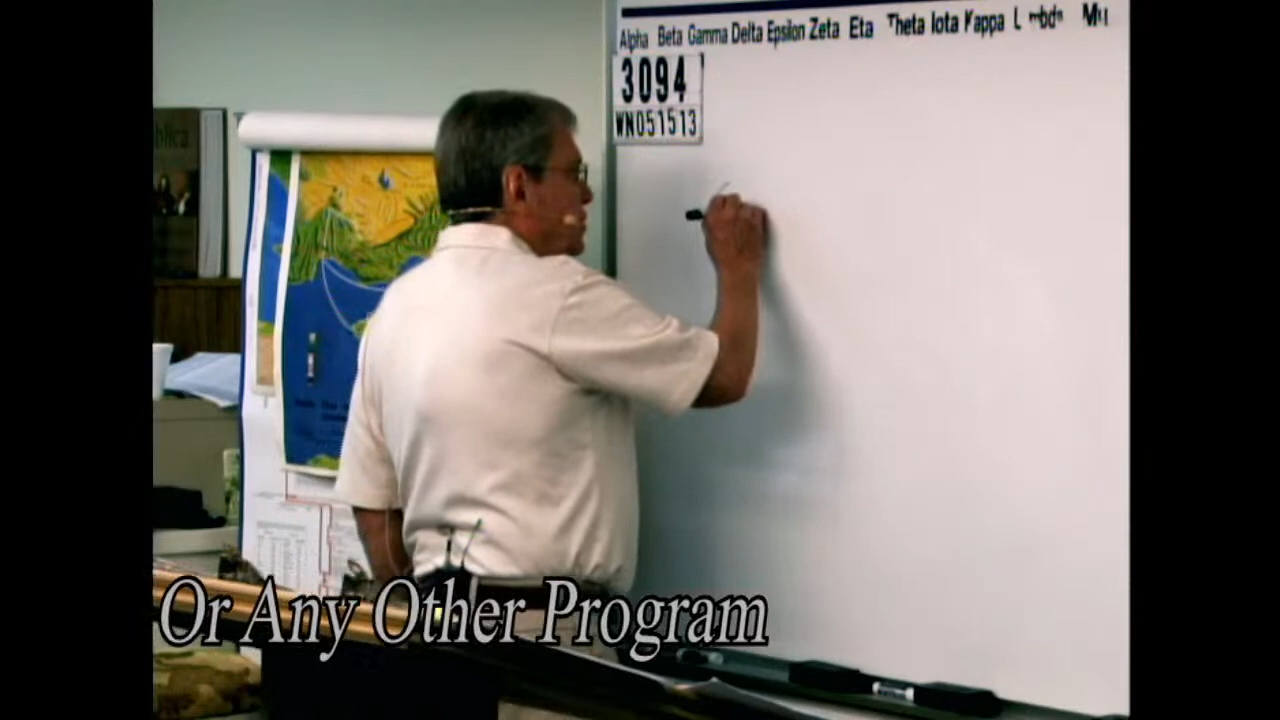 Alpha Beta Gamma Delta Epsilon Zeta Eta Theta Iota Kappa
3094
WN051513
Or Any Other Program